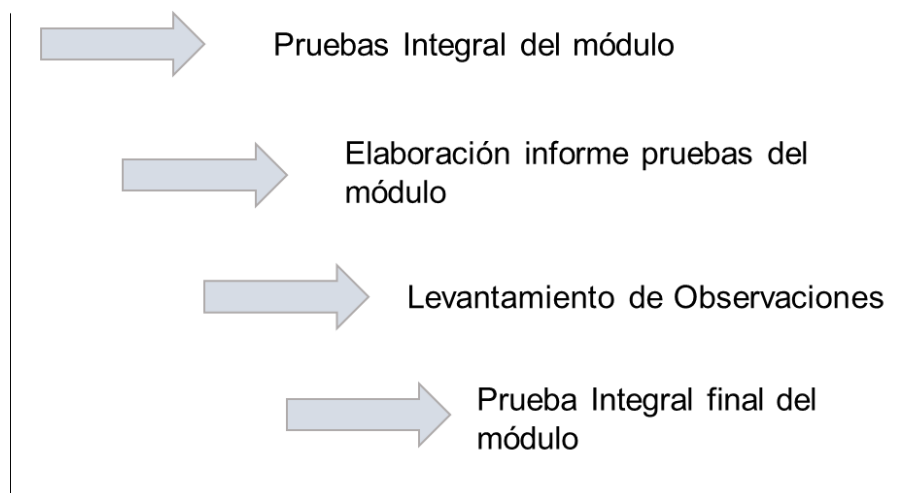 Pruebas Integral del módulo
Elaboración informe pruebas del
módulo
Levantamiento de Observaciones
Prueba Integral final del
módulo